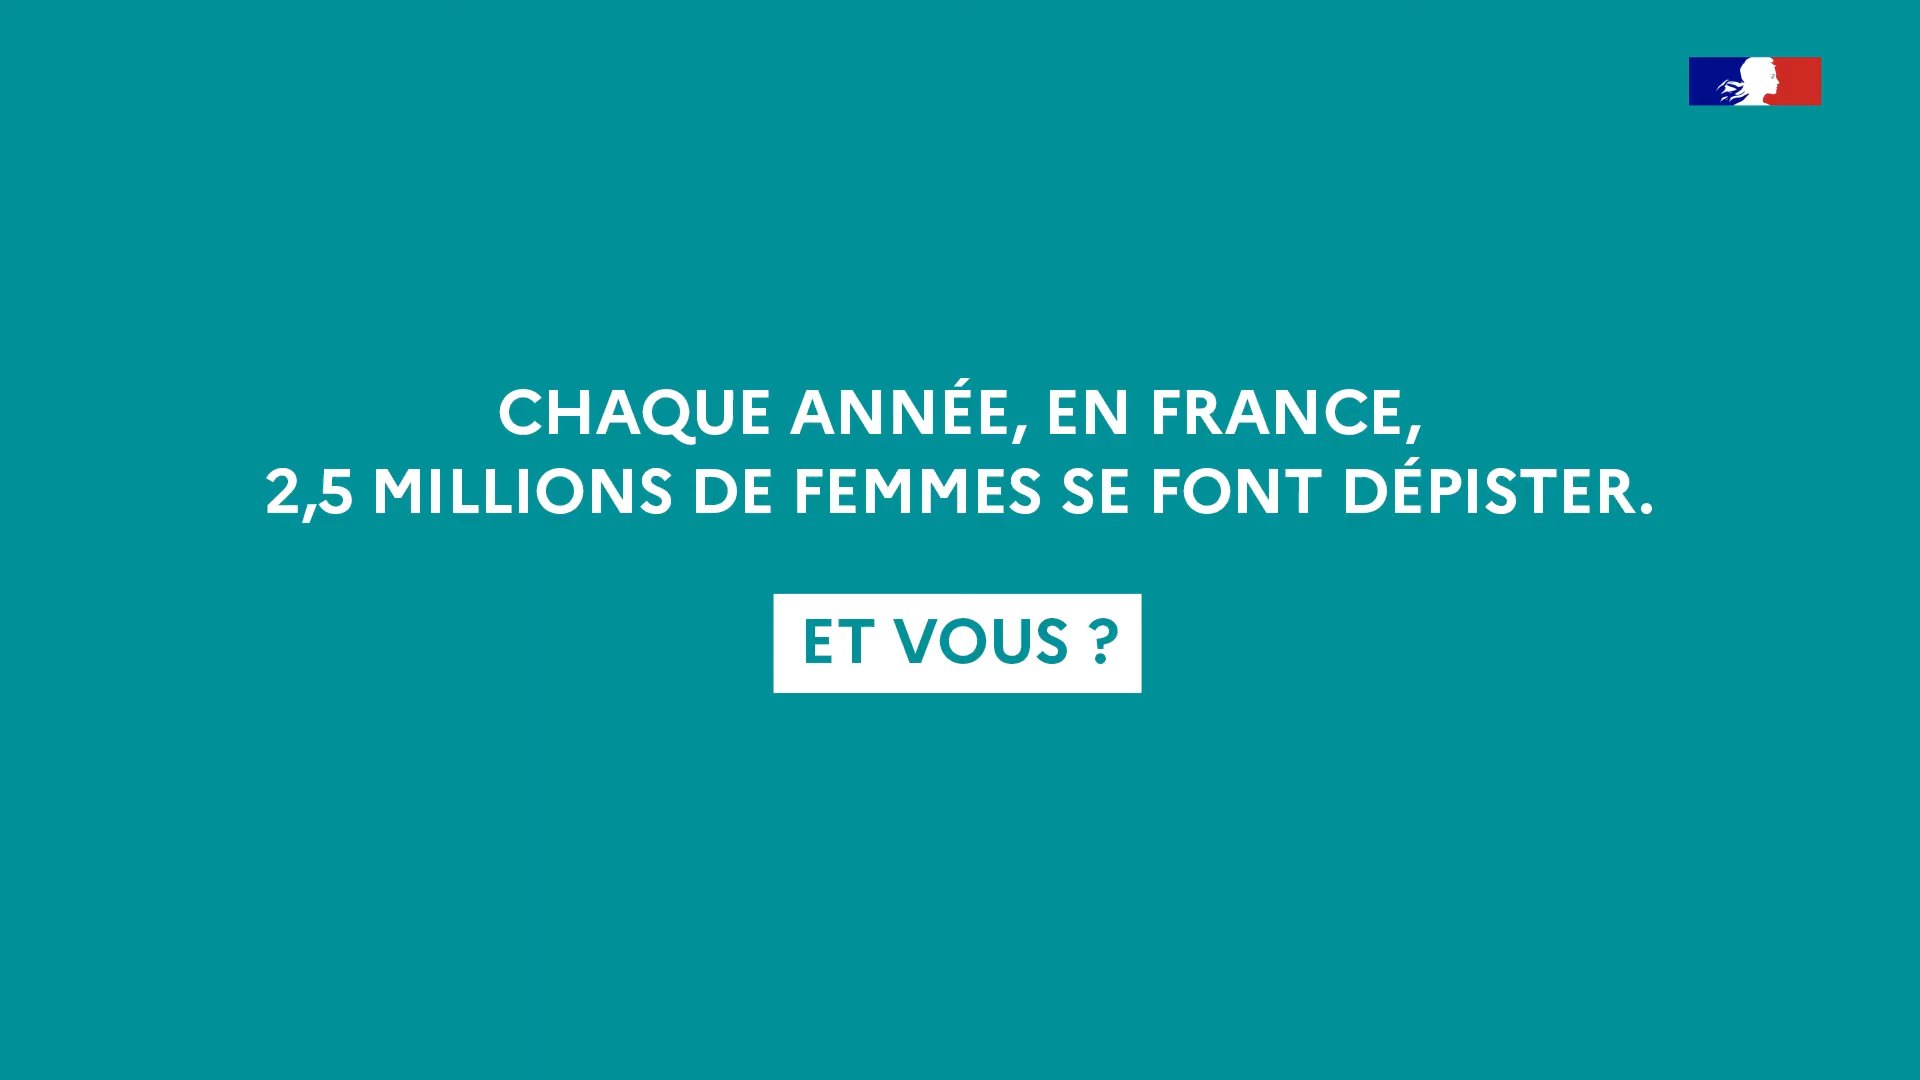 CHAQUE ANNÉE, EN FRANCE,
2,5 MILLIONS DE FEMMES SE FONT DÉPISTER.
ET VOUS ?